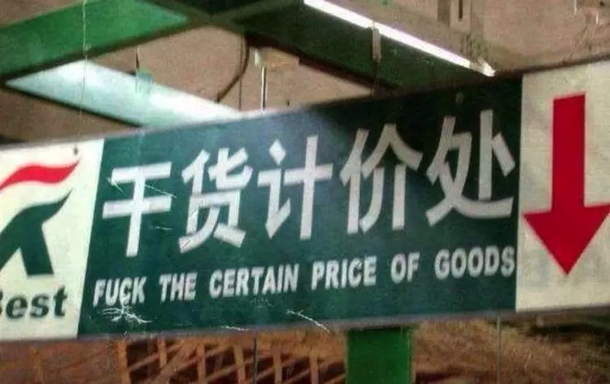 干货计价处
FUCK THE CERTAIN PRICE OF GOODS
Best